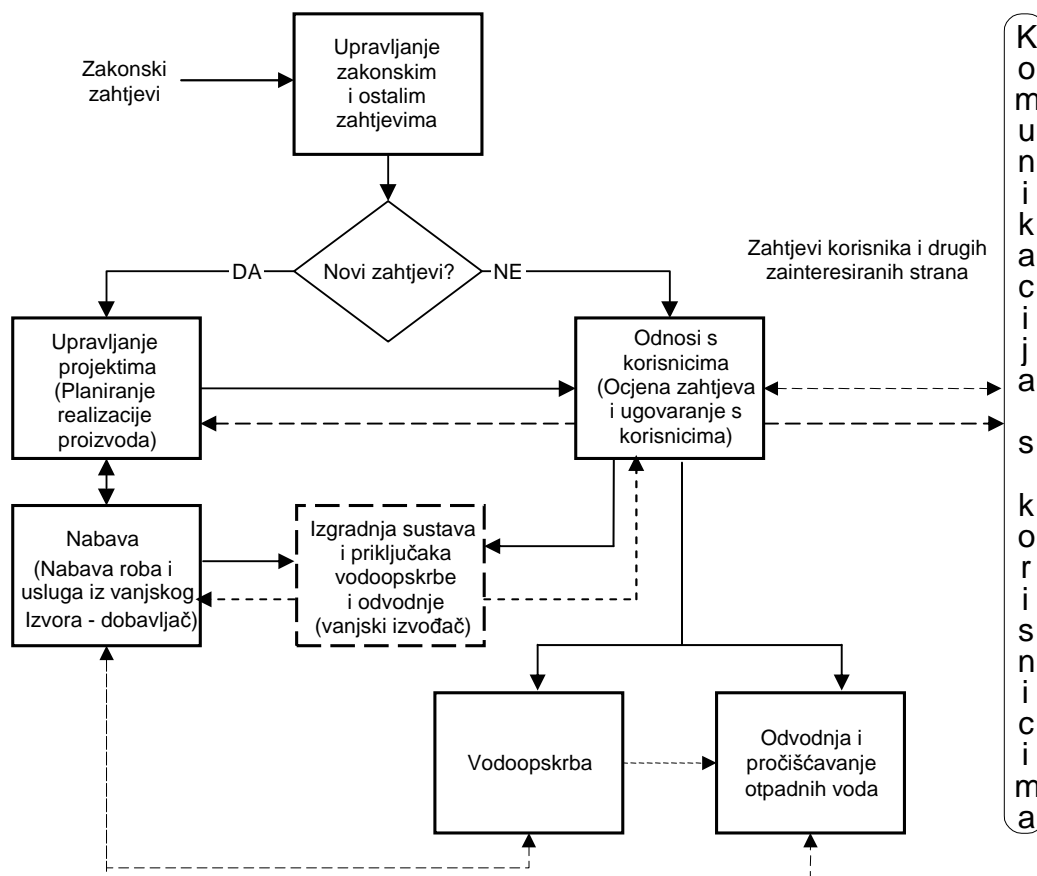 Upravljanje
zakonskim
i ostalim
zahtjevima
Zakonski
zahtjevi
Novi zahtjevi?
DA
NE
Zahtjevi korisnika i drugih
zainteresiranih strana
Upravljanje
projektima
(Planiranje
realizacije
proizvoda)
Odnosi s
korisnicima
(Ocjena zahtjeva
i ugovaranje s
korisnicima)
Nabava
(Nabava roba i
usluga iz vanjskog
Izvora - dobavljač)
Izgradnja sustava
i priključaka
vodoopskrbe
i odvodnje
(vanjski izvođač)
Vodoopskrba
Odvodnja i
pročišćavanje
otpadnih voda
Komunikacija s korisnicima